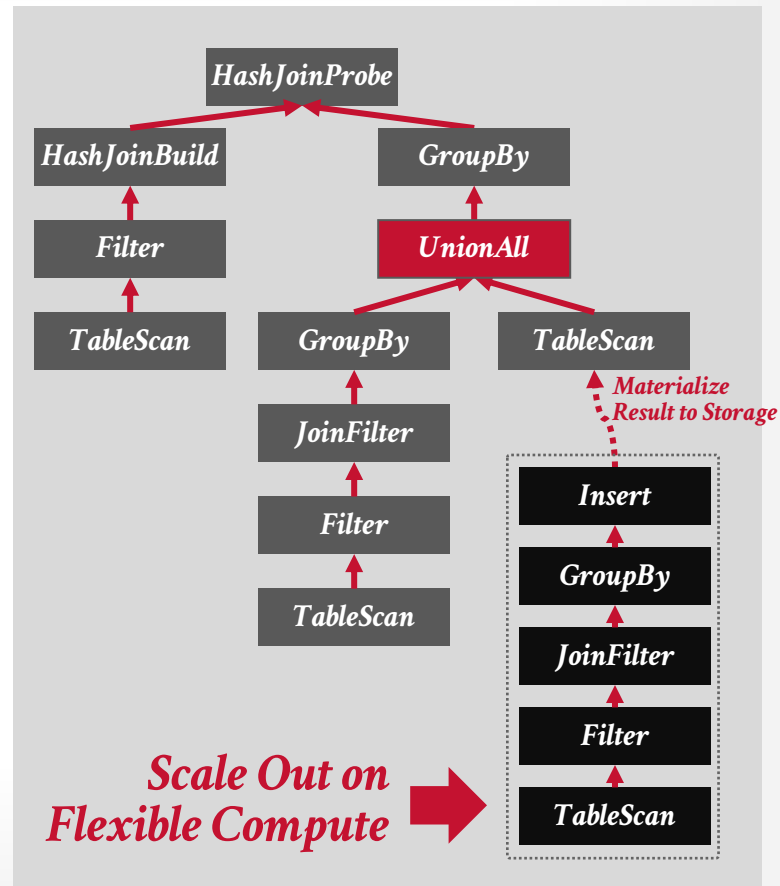 HashJoinProbe
HashJoinBuild
GroupBy
Filter
UnionAll
TableScan
GroupBy
TableScan
Materialize
Result to Storage
JoinFilter
Insert
Filter
GroupBy
TableScan
JoinFilter
Filter
Scale Out on
Flexible Compute
TableScan